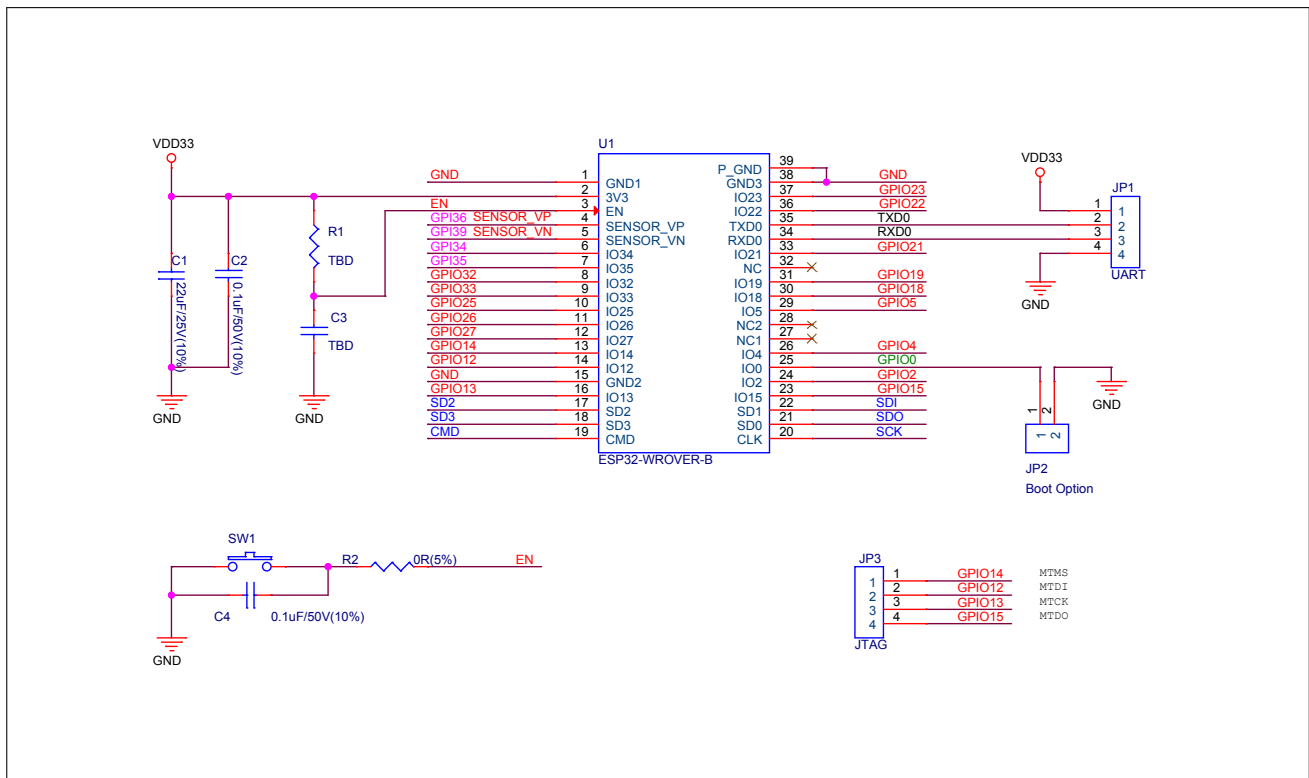 VDD33
C1
22uF/25V(10%)
C2
0.1uF/50V(10%)
GND
R1
TBD
C3
TBD
GND
U1
GND 1 GND1
2 3V3
EN 3 EN
GPI36 SENSOR_VP 4 SENSOR_VP
GPI39 SENSOR_VN 5 SENSOR_VN
GPI34 6 IO34
GPI35 7 IO35
GPIO32 8 IO32
GPIO33 9 IO33
GPIO25 10 IO25
GPIO26 11 IO26
GPIO27 12 IO27
GPIO14 13 IO14
GPIO12 14 IO12
GND 15 GND2
GPIO13 16 IO13
SD2 17 SD2
SD3 18 SD3
CMD 19 CMD
P_GND 39
GND3 38 GND
IO23 37 GPIO23
IO22 36 GPIO22
TXD0 35 TXD0
RXD0 34 RXD0
IO21 33 GPIO21
NC 32
IO19 31 GPIO19
IO18 30 GPIO18
IO5 29 GPIO5
NC2 28
NC1 27
IO4 26 GPIO4
IO0 25 GPIO0
IO2 24 GPIO2
IO15 23 GPIO15
SD1 22 SDI
SD0 21 SDO
CLK 20 SCK
ESP32-WROVER-B
VDD33
JP1
1 1
2 2
3 3
4 4
UART
GND
GND
1 2
1 2
JP2
Boot Option
SW1
R2 0R(5%) EN
C4 0.1uF/50V(10%)
GND
JP3
1 1 GPIO14 MTMS
2 2 GPIO12 MTDI
3 3 GPIO13 MTCK
4 4 GPIO15 MTDO
JTAG